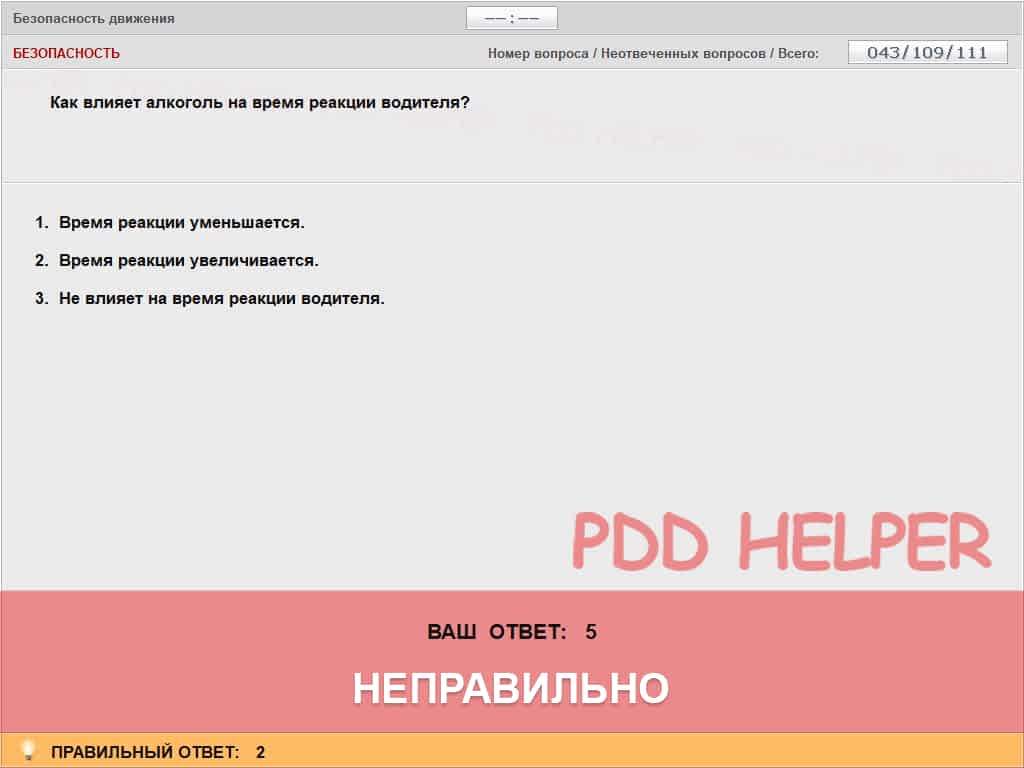 Безопасность движения
--:--
БЕЗОПАСНОСТЬ
Номер вопроса / Неотвеченных вопросов / Всего: 043/109/111
Как влияет алкоголь на время реакции водителя?
1. Время реакции уменьшается.
2. Время реакции увеличивается.
3. Не влияет на время реакции водителя.
PDD HELPER
ВАШ ОТВЕТ: 5
НЕПРАВИЛЬНО
ПРАВИЛЬНЫЙ ОТВЕТ: 2